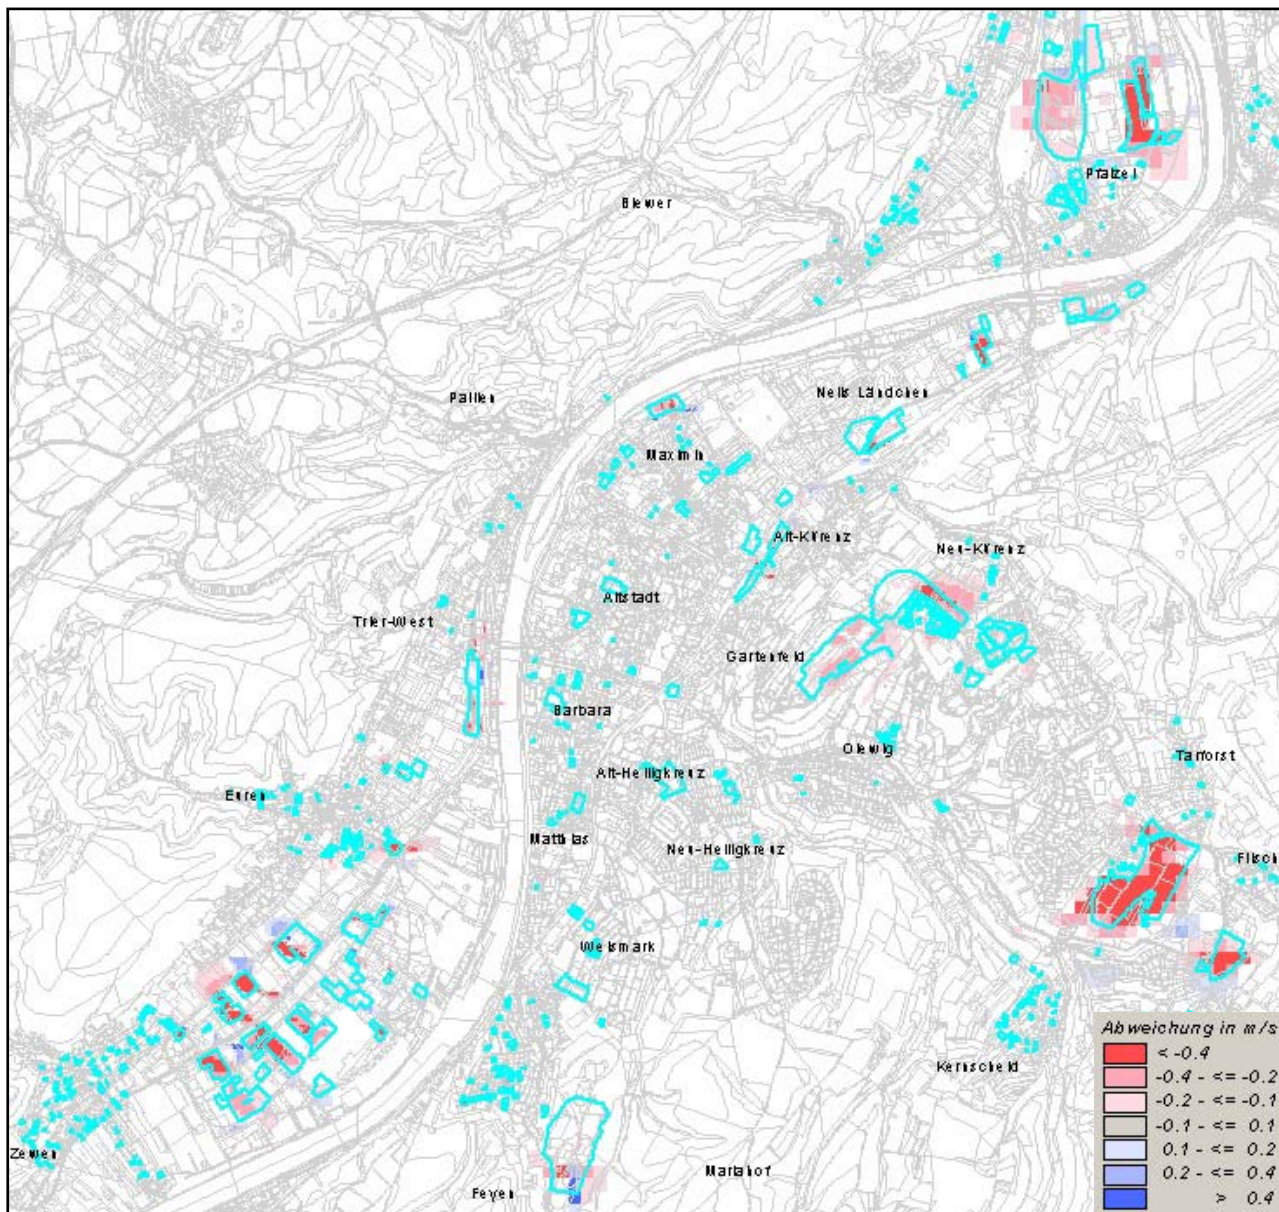 Pfalzel
Biewer
Nells Ländchen
Pallien
Maximin
Alt-Kürenz
Neu-Kürenz
Altstadt
Trier-West
Gartenfeld
Barbara
Olewig
Tarforst
Alt-Heiligkreuz
Euren
Matthias
Neu-Heiligkreuz
Filsch
Weismark
Abweichung in m/s
< -0.4
-0.4 - <= -0.2
-0.2 - <= -0.1
-0.1 - <= 0.1
0.1 - <= 0.2
0.2 - <= 0.4
> 0.4
Kernscheid
Zewen
Mariahof
Feyen